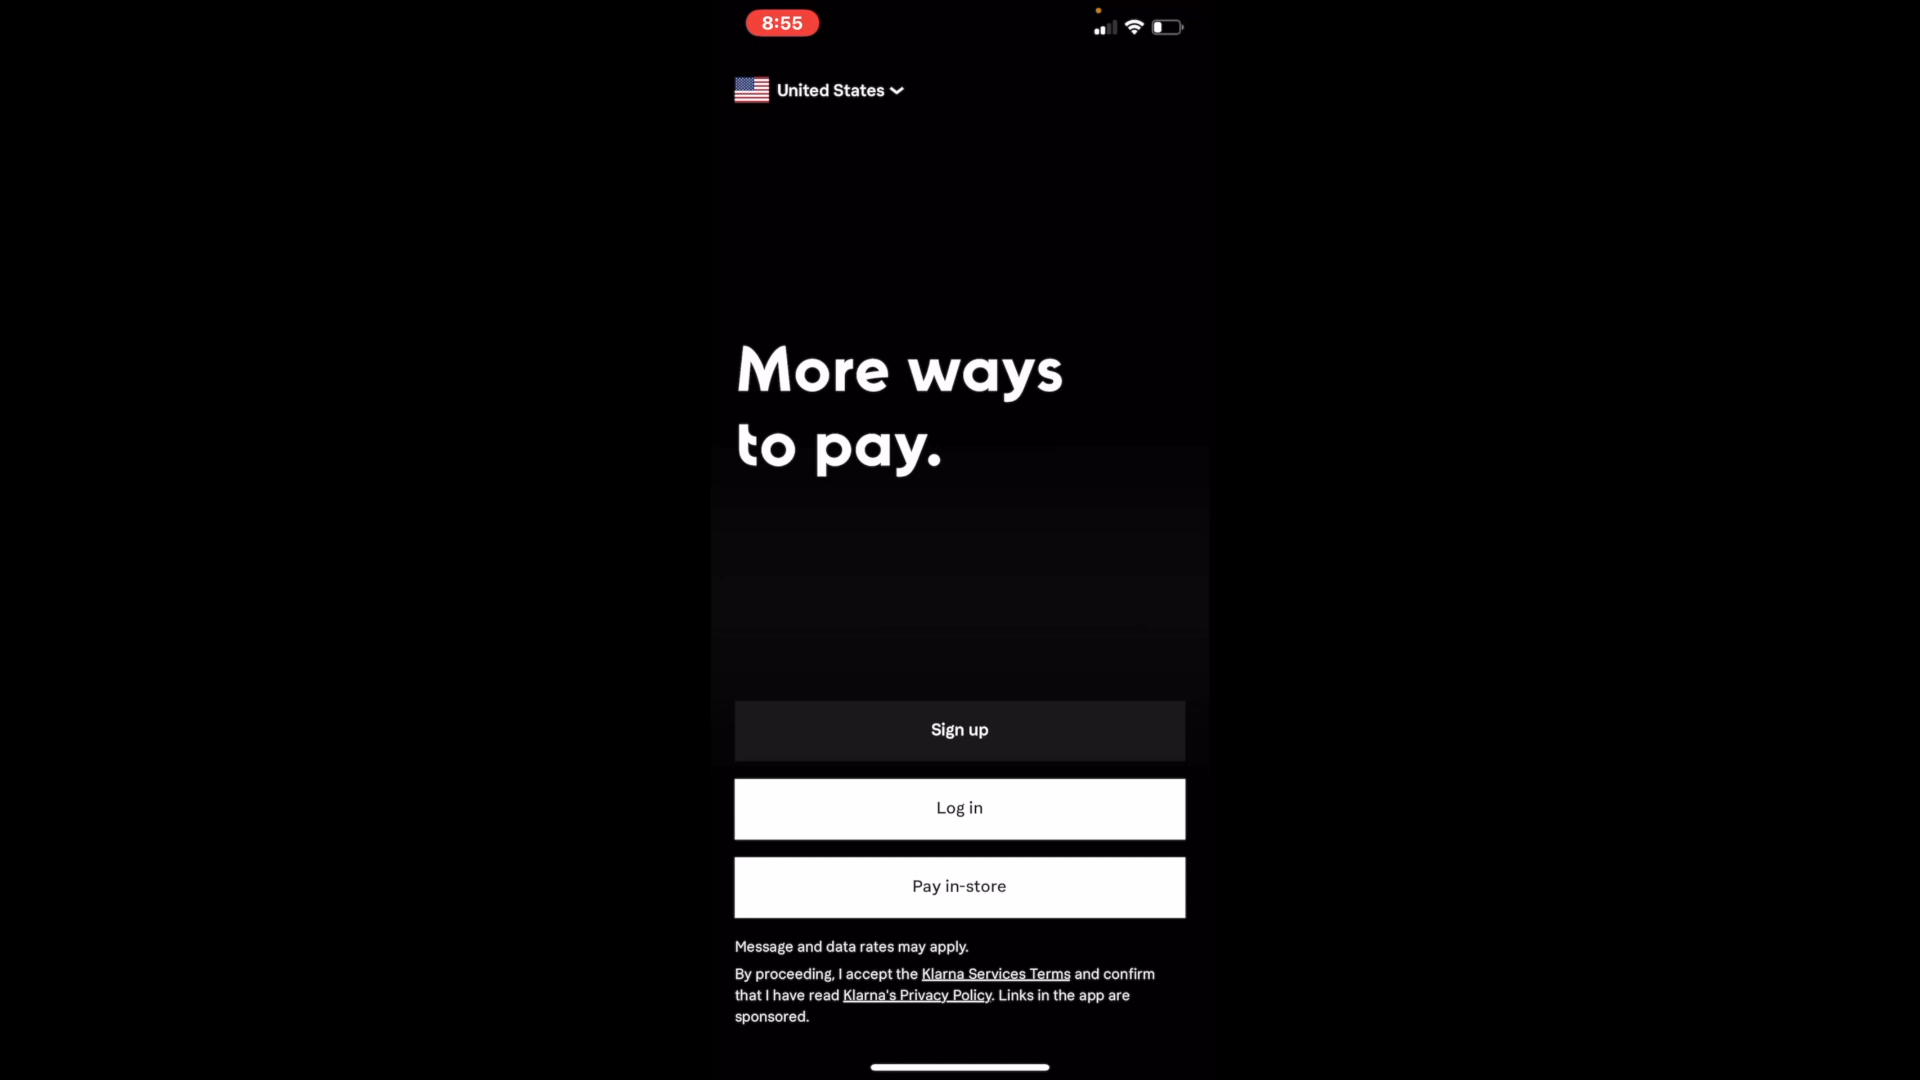 8:55
United States
More ways
to pay.
Sign up
Log in
Pay in-store
Message and data rates may apply.
By proceeding, I accept the Klarna Services Terms and confirm
that I have read Klarna's Privacy Policy. Links in the app are
sponsored.